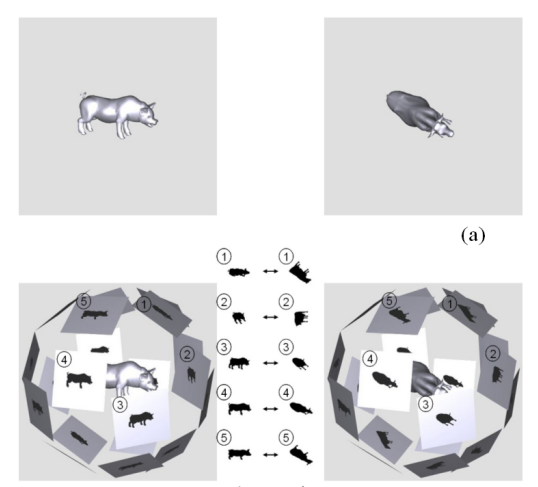 (a)
① ①
⑤ ① ② ② ⑤ ①
② ②
④ ③ ③ ④
③ ③
④ ④
⑤ ⑤